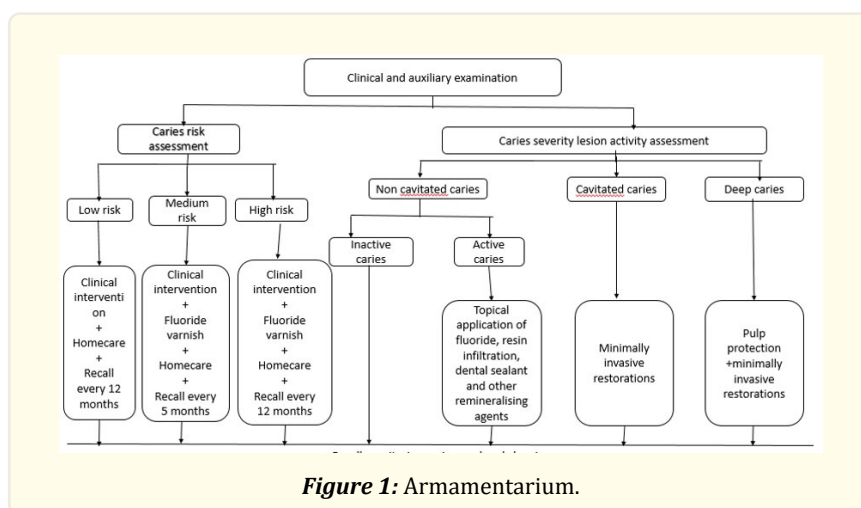 Clinical and auxiliary examination
Caries risk
assessment
Caries severity lesion activity assessment
Low risk
Medium
risk
High risk
Non cavitated caries
Cavitated caries
Deep caries
Inactive
caries
Active
caries
Clinical
interventi
on
+
Homecare
+
Recall
every 12
months
Clinical
intervention
+
Fluoride
varnish
+
Homecare
+
Recall every
5 months
Clinical
intervention
+
Fluoride
varnish
+
Homecare
+
Recall every
12 months
Topical
application of
fluoride, resin
infiltration,
dental sealant
and other
remineralising
agents
Minimally
invasive
restorations
Pulp
protection
+minimally
invasive
restorations
Figure 1: Armamentarium.